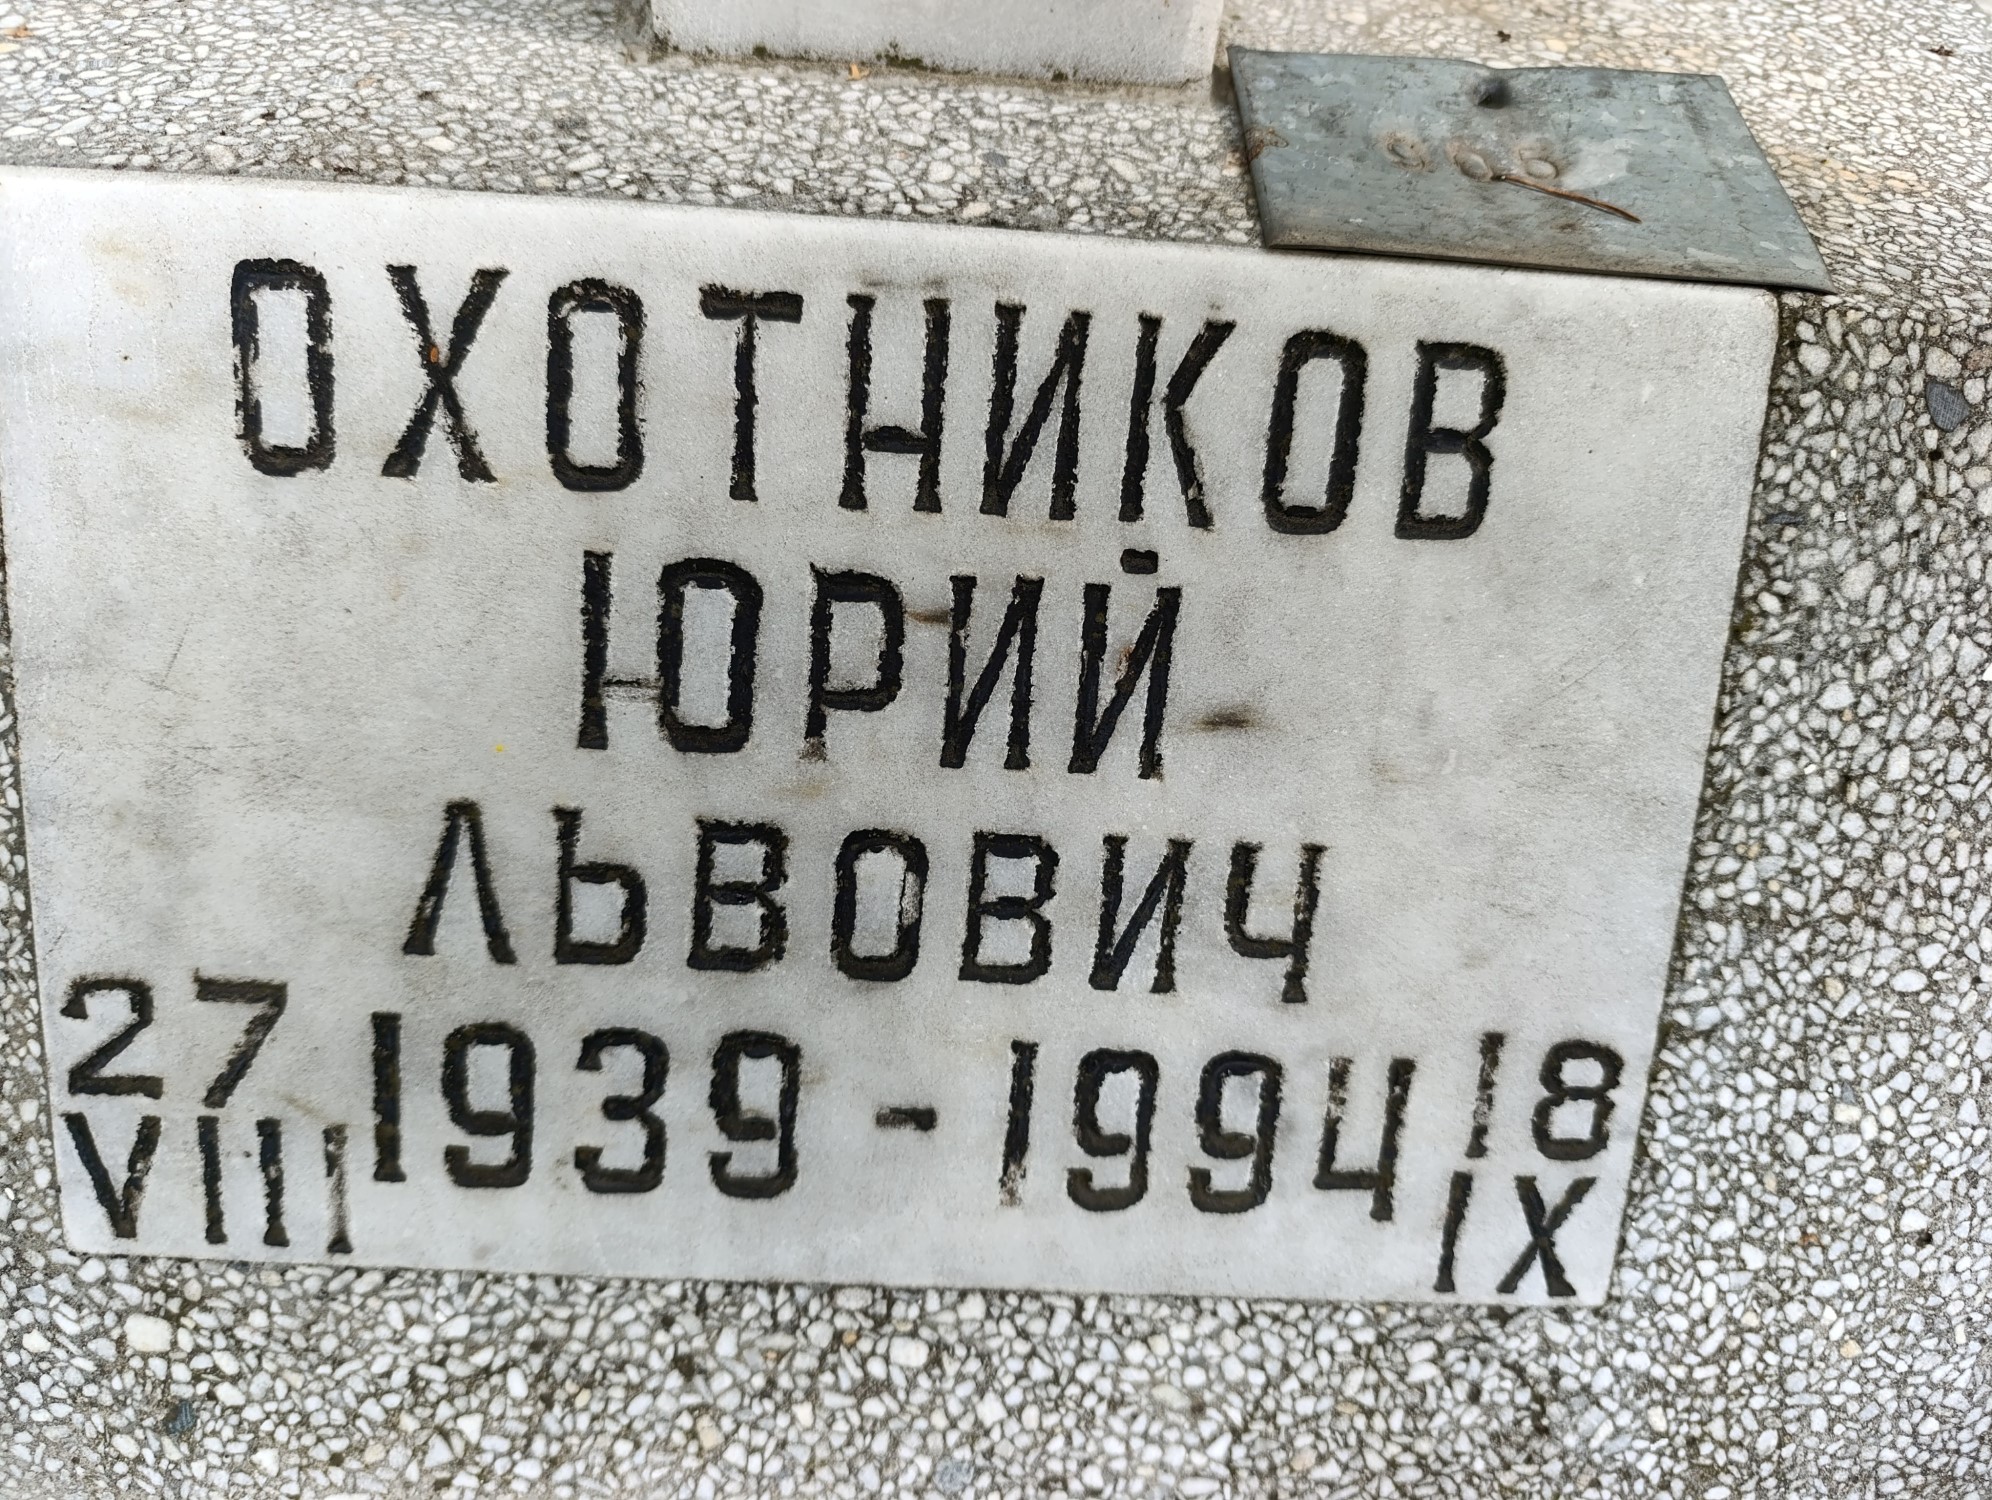 ОХОТНИКОВ
ЮРИЙ
ЛЬВОВИЧ
27 VIII 1939 - 1994 18 IX